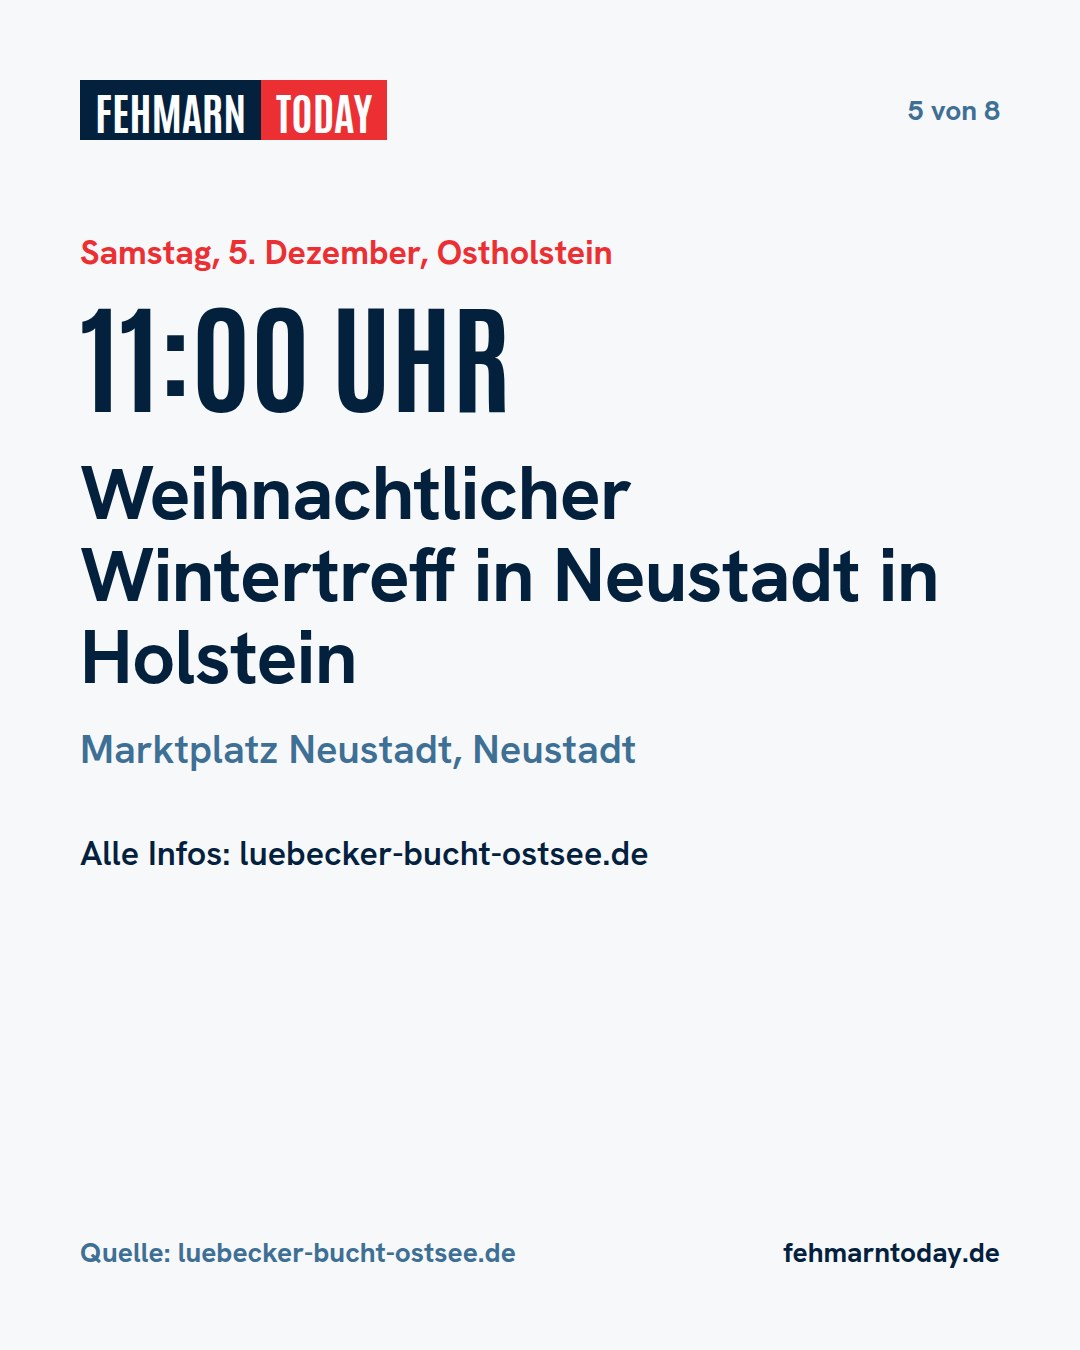 FEHMARN TODAY
5 von 8
Samstag, 5. Dezember, Ostholstein
11:00 UHR
Weihnachtlicher
Wintertreff in Neustadt in
Holstein
Marktplatz Neustadt, Neustadt
Alle Infos: luebecker-bucht-ostsee.de
Quelle: luebecker-bucht-ostsee.de
fehmarntoday.de